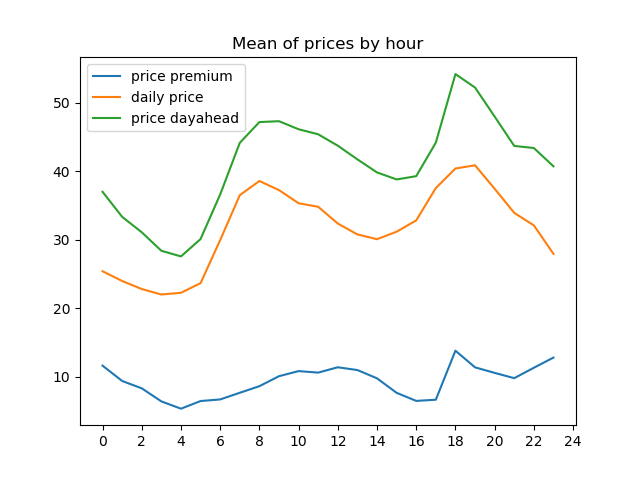 Mean of prices by hour
price premium
daily price
price dayahead
50
40
30
20
10
0 2 4 6 8 10 12 14 16 18 20 22 24